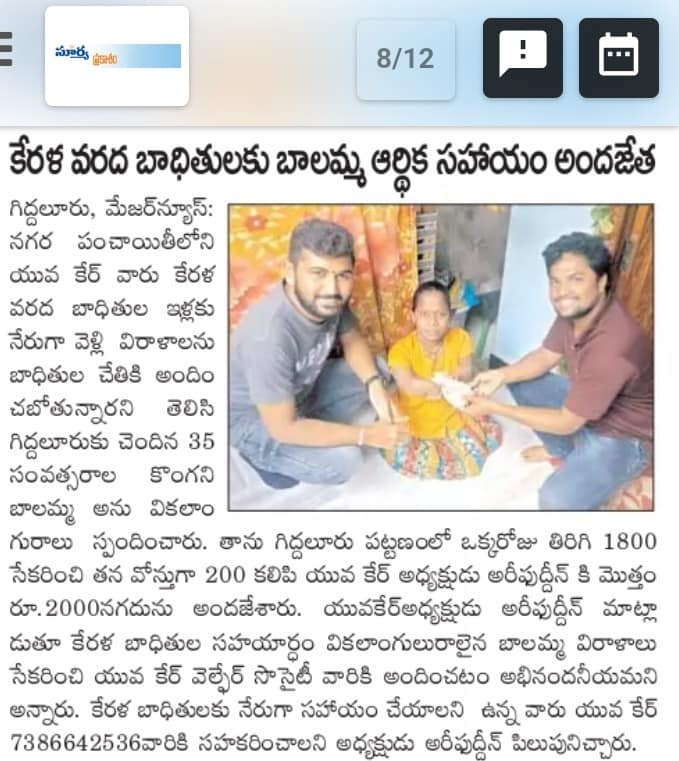 సూర్య
ప్రకాశం
8/12
కేరళ వరద బాధితులకు బాలమ్మ ఆర్థిక సహాయం అందజేత
గిద్దలూరు, మేజర్‌న్యూస్:
నగర పంచాయితీలోని
యువ కేర్ వారు కేరళ
వరద బాధితుల ఇళ్లకు
నేరుగా వెళ్లి విరాళాలను
బాధితుల చేతికి అందిం
చబోతున్నారని తెలిసి
గిద్దలూరుకు చెందిన 35
సంవత్సరాల కొంగని
బాలమ్మ అను వికలాం
గురాలు స్పందించారు. తాను గిద్దలూరు పట్టణంలో ఒక్కరోజు తిరిగి 1800
సేకరించి తన వోస్తుగా 200 కలిపి యువ కేర్ అధ్యక్షుడు అరీఫుద్దీన్ కి మొత్తం
రూ.2000నగదును అందజేశారు. యువకేర్అధ్యక్షుడు అరీఫుద్దీన్ మాట్లా
డుతూ కేరళ బాధితుల సహయార్ధం వికలాంగులురాలైన బాలమ్మ విరాళాలు
సేకరించి యువ కేర్ వెల్ఫేర్ సొసైటీ వారికి అందించటం అభినందనీయమని
అన్నారు. కేరళ బాధితులకు నేరుగా సహాయం చేయాలని ఉన్న వారు యువ కేర్
7386642536వారికి సహకరించాలని అధ్యక్షుడు అరీఫుద్దీన్ పిలుపునిచ్చారు.